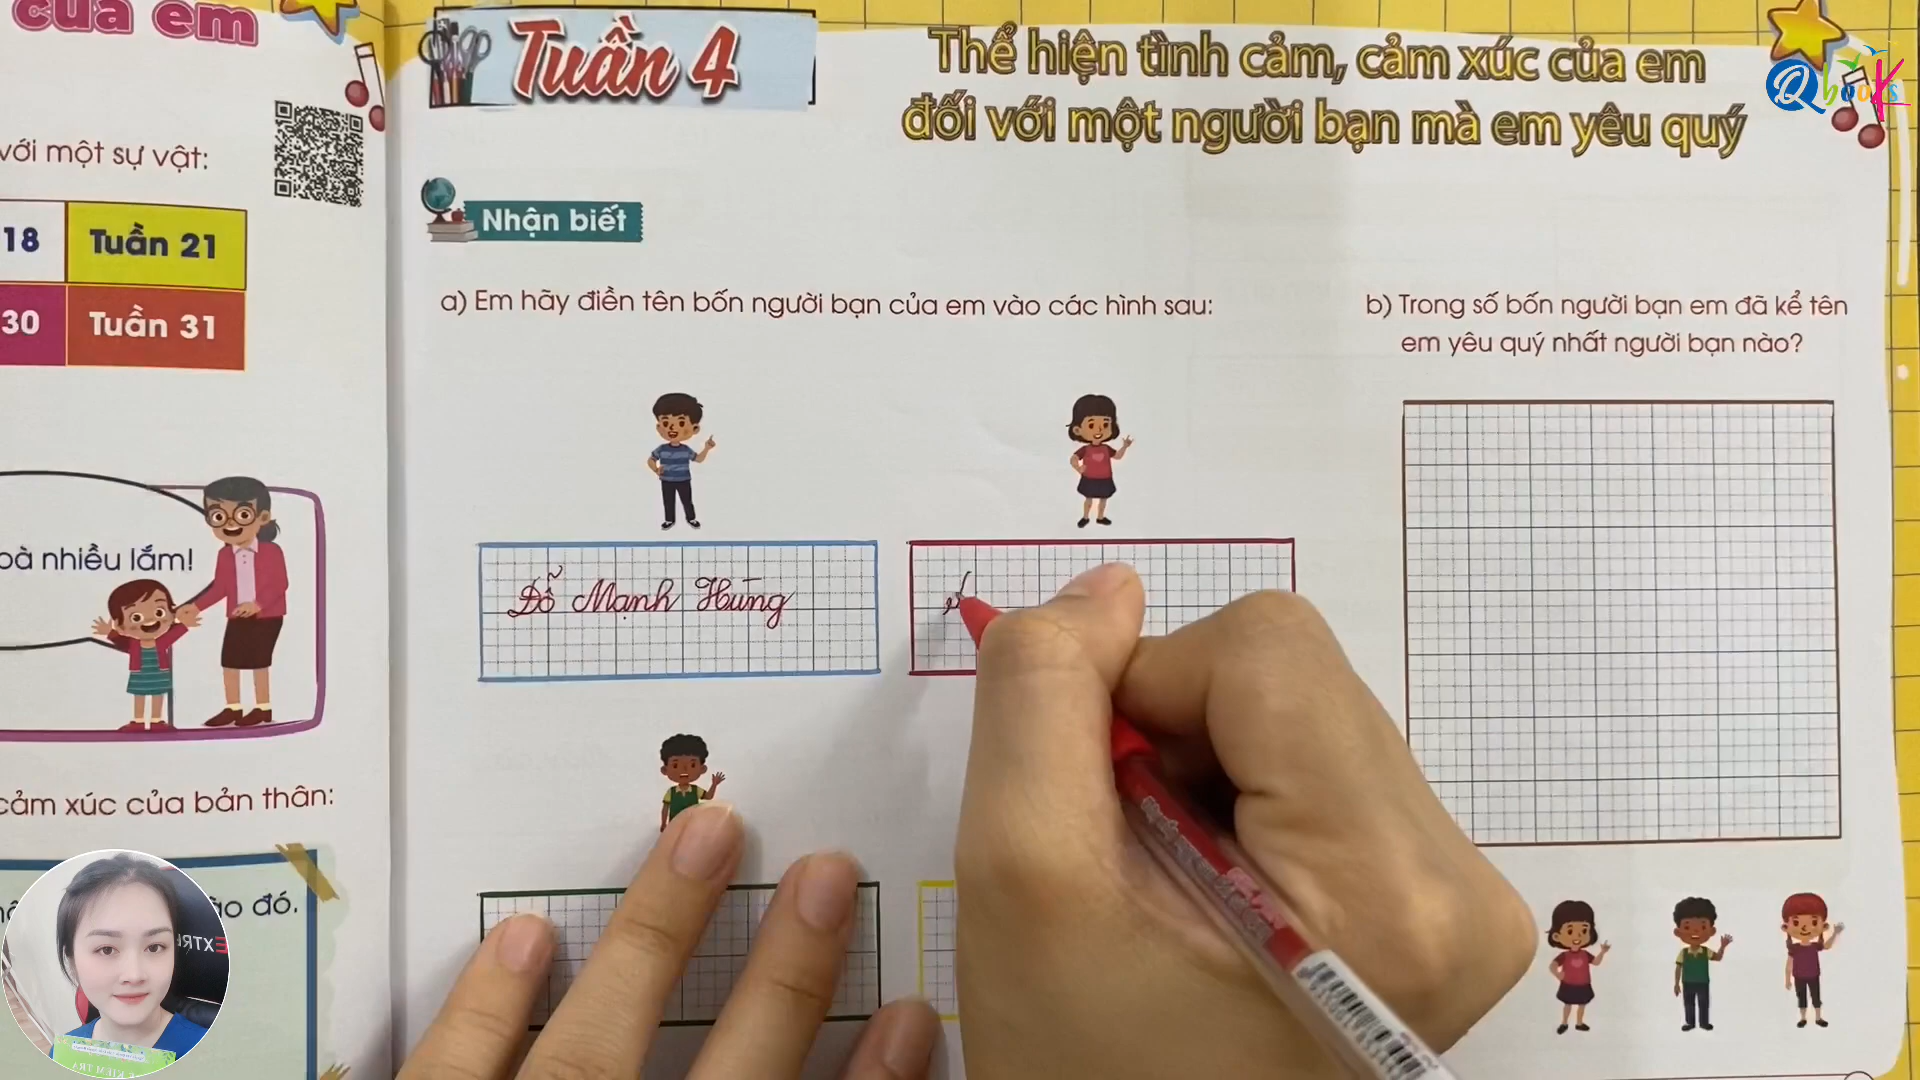 của em
với một sự vật:
18 Tuần 21
30 Tuần 31
bà nhiều lắm!
cảm xúc của bản thân:
ào đó.
Tuần 4
Thể hiện tình cảm, cảm xúc của em
đối với một người bạn mà em yêu quý
Qbooks
Nhận biết
a) Em hãy điền tên bốn người bạn của em vào các hình sau:
Đỗ Mạnh Hùng
b) Trong số bốn người bạn em đã kể tên
em yêu quý nhất người bạn nào?